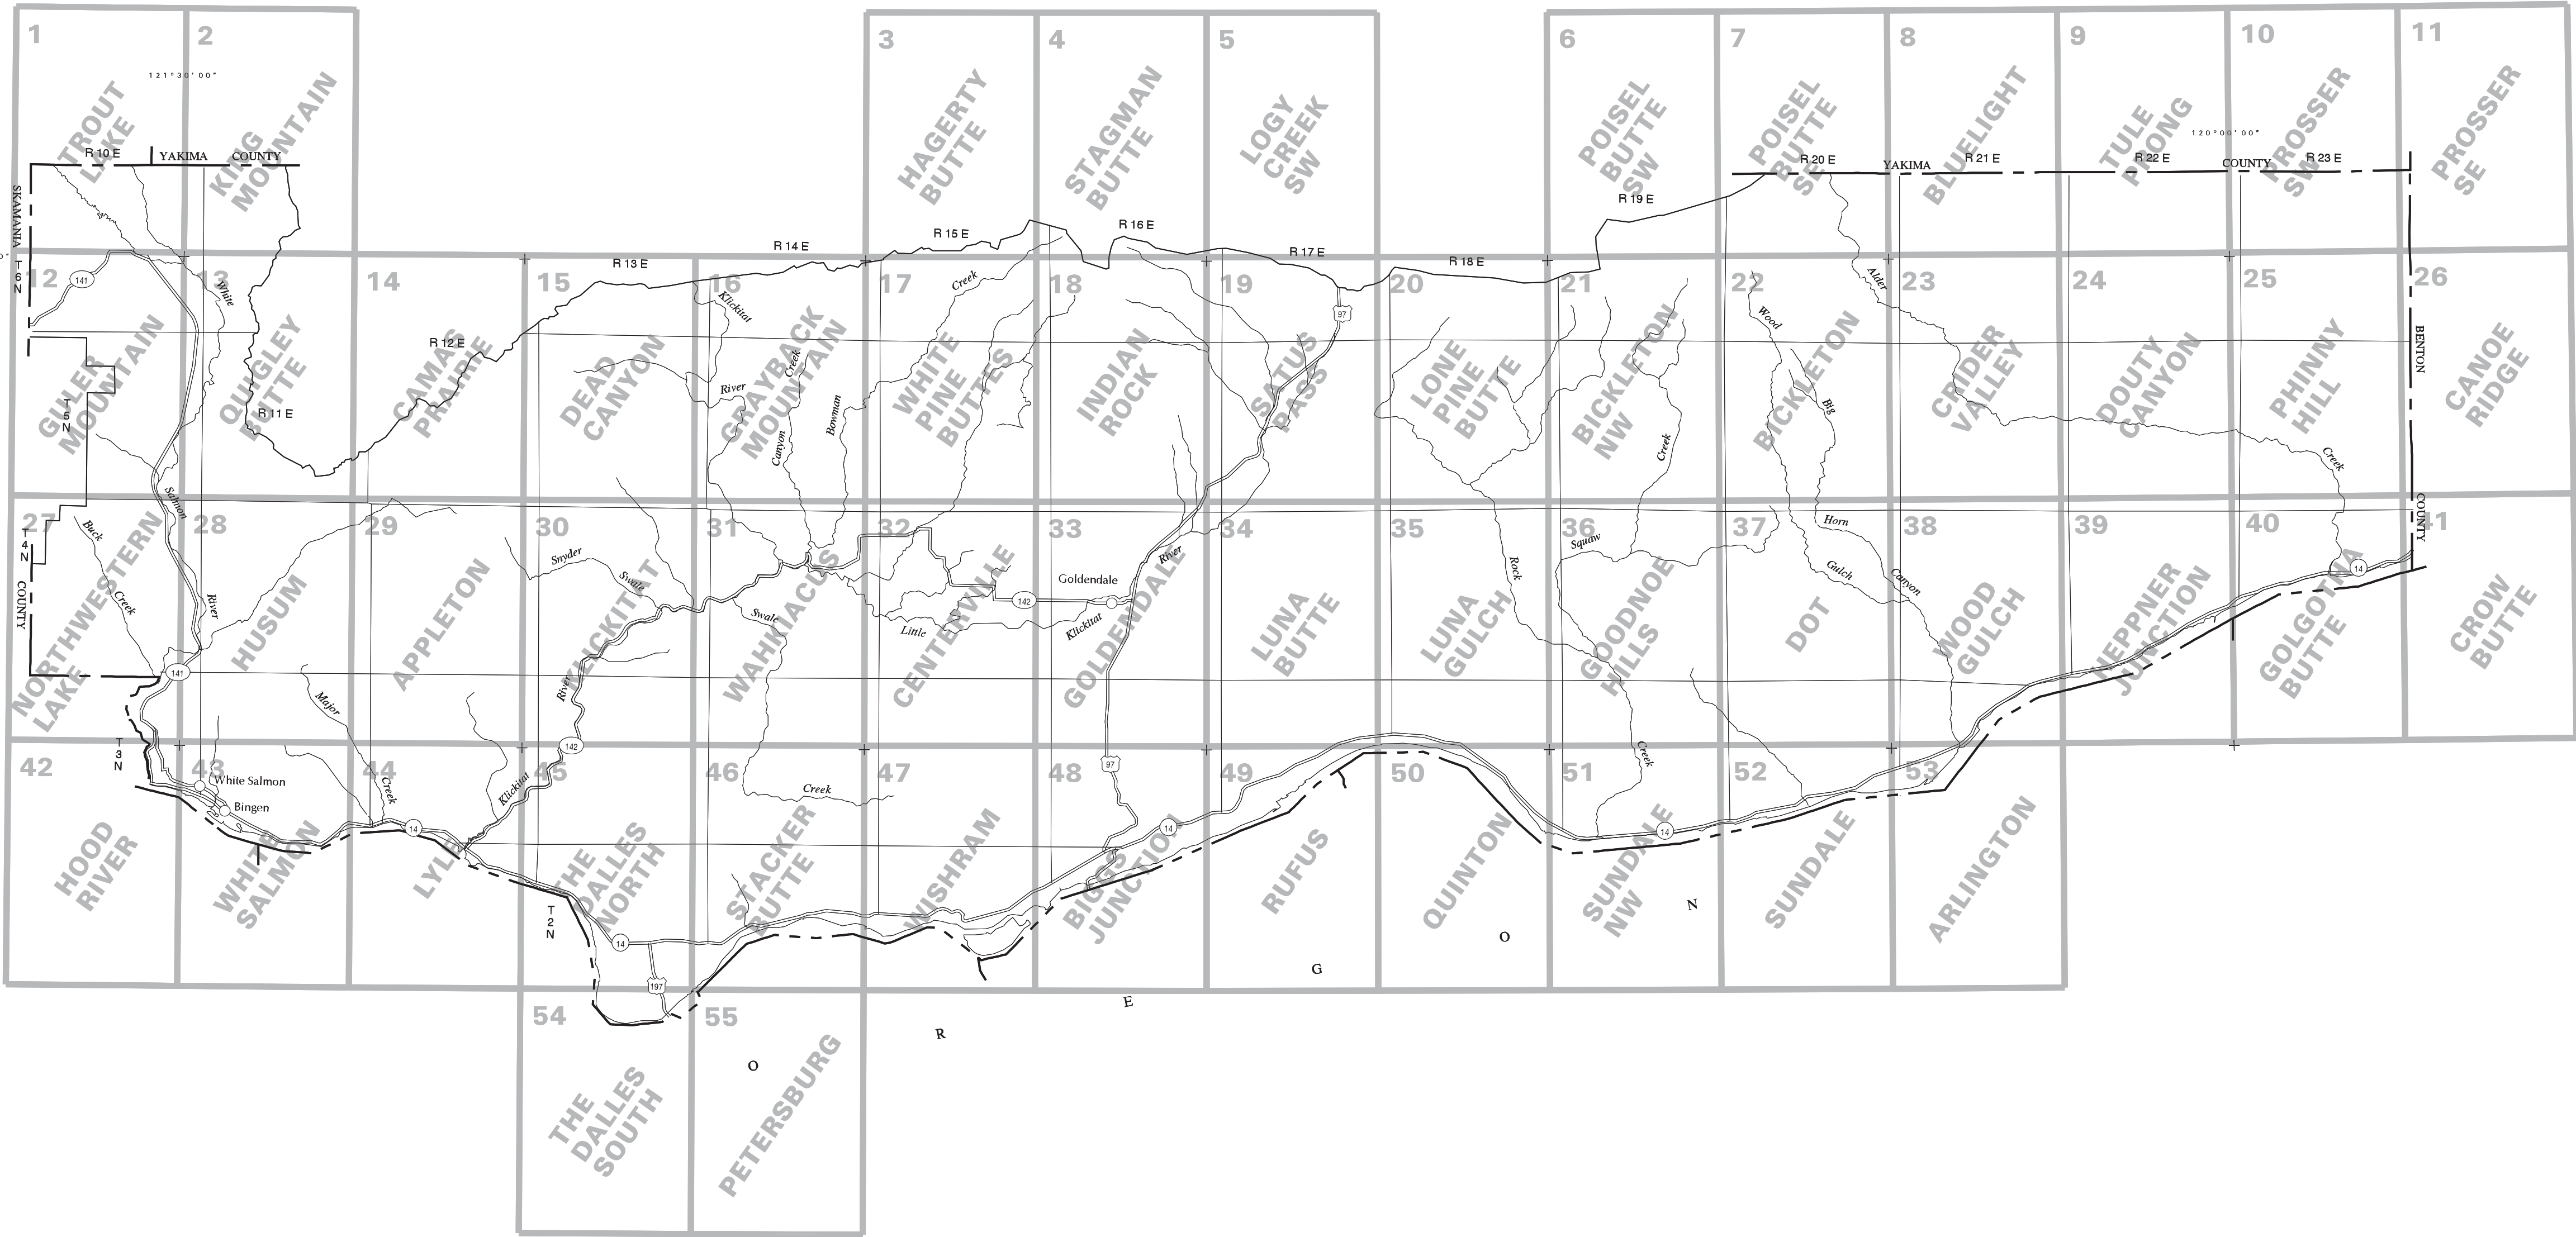 1
2
3
4
5
6
7
8
9
10
11
121°30'00"
120°00'00"
TROUT
LAKE
KING
MOUNTAIN
HAGERTY
BUTTE
STAGMAN
BUTTE
LOGY
CREEK
SW
POISEL
BUTTE
SW
POISEL
BUTTE
SE
BLUELIGHT
TULE
PRONG
PROSSER
SW
PROSSER
SE
R 10 E
YAKIMA COUNTY
R 20 E
YAKIMA
R 21 E
R 22 E
COUNTY
R 23 E
SKAMANIA
COUNTY
R 11 E
R 12 E
R 13 E
R 14 E
R 15 E
R 16 E
R 17 E
R 18 E
R 19 E
T
6
N
T
5
N
T
4
N
T
3
N
T
2
N
12
13
14
15
16
17
18
19
20
21
22
23
24
25
26
GILER
MOUNTAIN
QUIGLEY
BUTTE
CAMAS
PRAIRIE
DEAD
CANYON
GRAYBACK
MOUNTAIN
WHITE
PINE
BUTTES
INDIAN
ROCK
SATUS
PASS
LONE
PINE
BUTTE
BICKLETON
NW
BICKLETON
CRIDER
VALLEY
DOUTY
CANYON
PHINNY
HILL
CANOE
RIDGE
BENTON
COUNTY
141
97
White
Salmon
River
Klickitat
River
Canyon
Creek
Bowman
Creek
Creek
Wood
Big
Alder
Creek
27
28
29
30
31
32
33
34
35
36
37
38
39
40
41
NORTHWESTERN
LAKE
HUSUM
APPLETON
KLICKITAT
WAHKIACUS
CENTERVILLE
GOLDENDALE
LUNA
BUTTE
LUNA
GULCH
GOODNOE
HILLS
DOT
WOOD
GULCH
HEPPNER
JUNCTION
GOLGOTHA
BUTTE
CROW
BUTTE
Buck
Creek
Snyder
Swale
Swale
Creek
Little
Klickitat
River
Goldendale
142
Rock
Creek
Squaw
Horn
Canyon
Gulch
14
141
Major
Creek
River
Klickitat
142
97
42
43
44
45
46
47
48
49
50
51
52
53
HOOD
RIVER
WHITE
SALMON
LYLE
THE
DALLES
NORTH
STACKER
BUTTE
WISHRAM
BIGGS
JUNCTION
RUFUS
QUINTON
SUNDALE
NW
SUNDALE
ARLINGTON
White Salmon
Bingen
14
14
14
14
197
54
55
THE
DALLES
SOUTH
PETERSBURG
O R E G O N